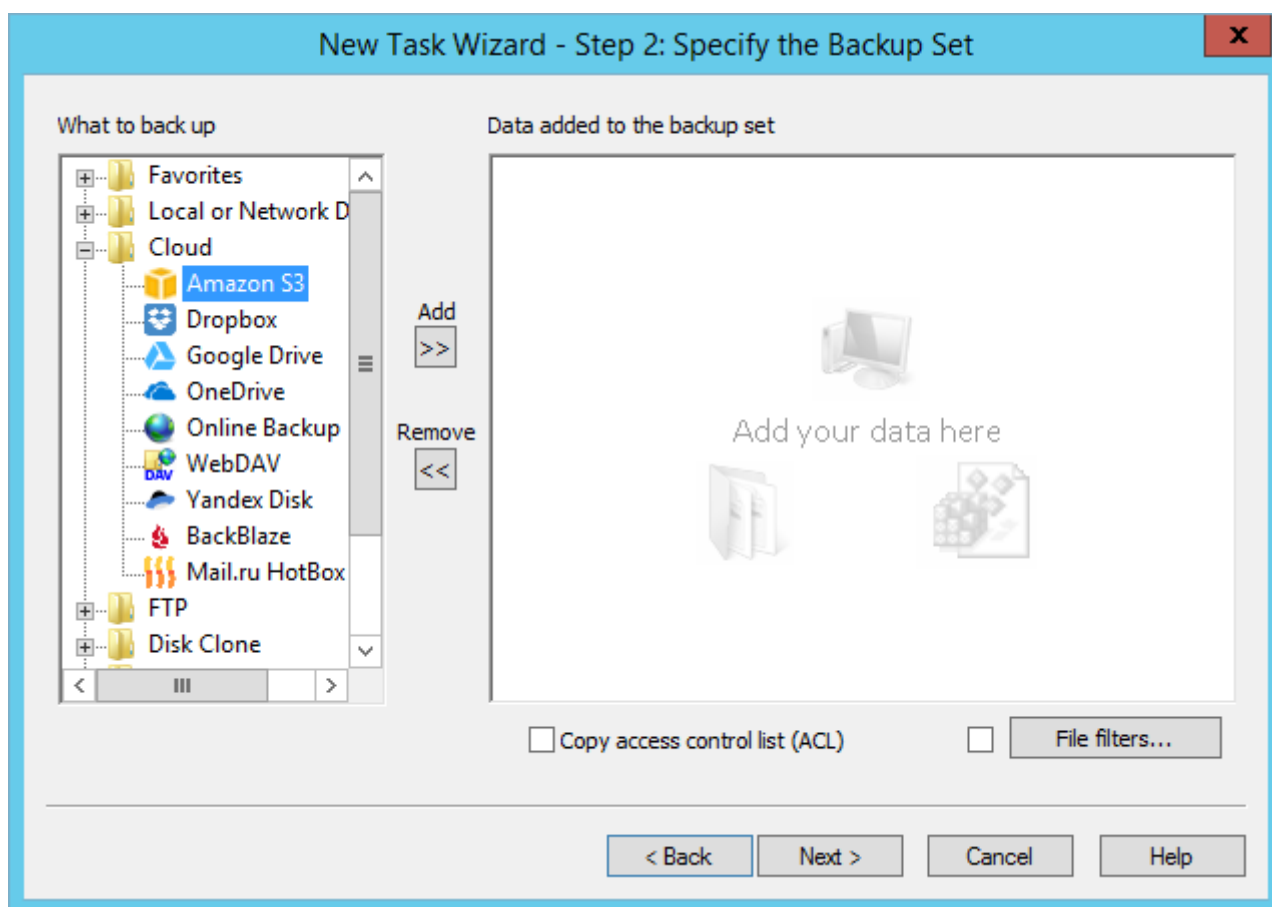 New Task Wizard - Step 2: Specify the Backup Set
x
What to back up
Data added to the backup set
Favorites
Local or Network D
Cloud
Amazon S3
Dropbox
Google Drive
OneDrive
Online Backup
DAV WebDAV
Yandex Disk
BackBlaze
Mail.ru HotBox
FTP
Disk Clone
Add
>>
Remove
<<
Add your data here
Copy access control list (ACL)
File filters...
< Back
Next >
Cancel
Help